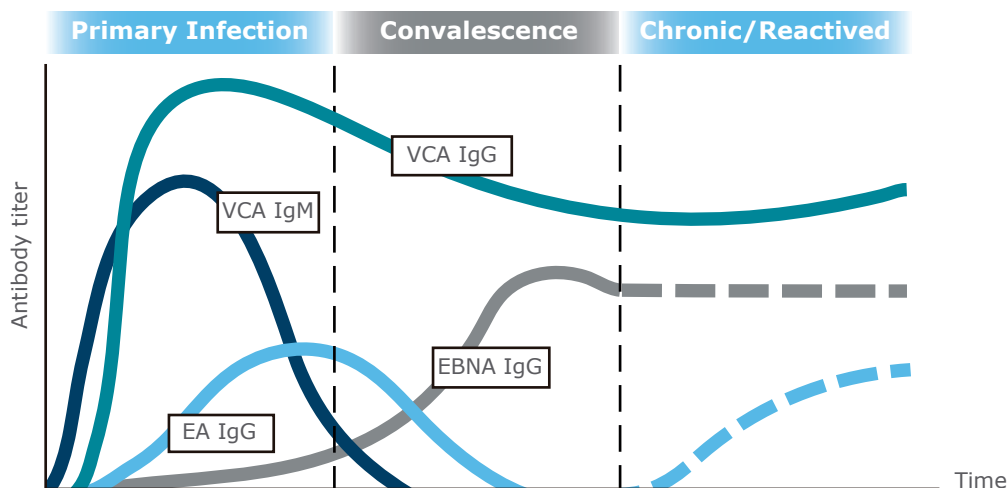 Primary Infection
Convalescence
Chronic/Reactived
Antibody titer
VCA IgG
VCA IgM
EBNA IgG
EA IgG
Time